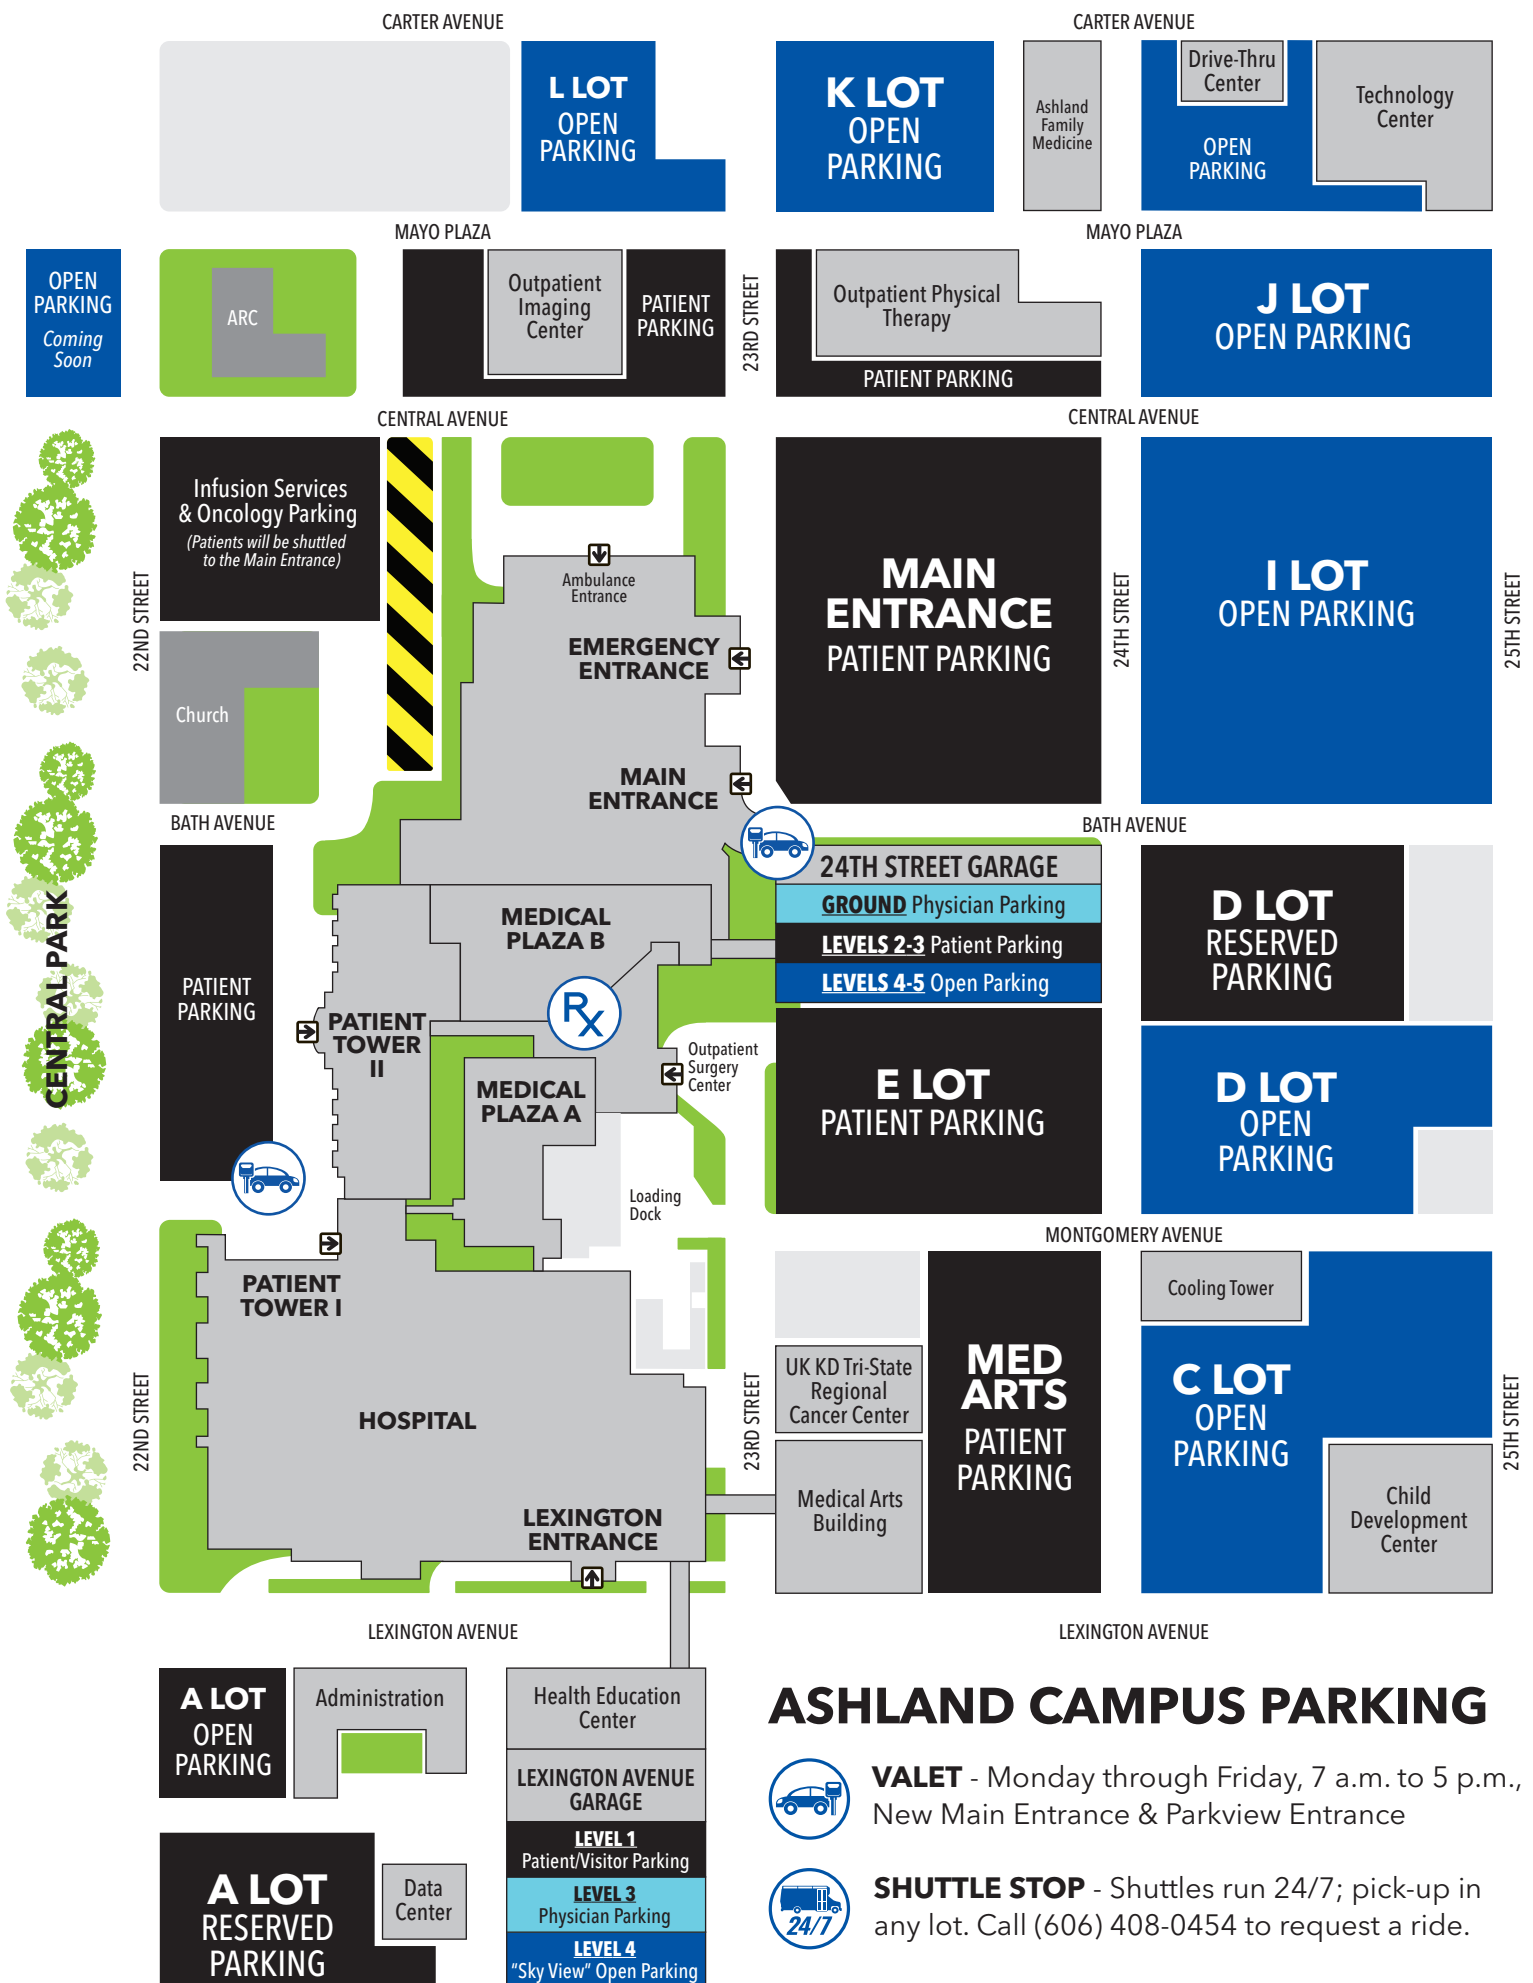 CARTER AVENUE
CARTER AVENUE
L LOT
OPEN
PARKING
K LOT
OPEN
PARKING
Ashland
Family
Medicine
Drive-Thru
Center
OPEN
PARKING
Technology
Center
MAYO PLAZA
MAYO PLAZA
OPEN
PARKING
Coming
Soon
ARC
Outpatient
Imaging
Center
PATIENT
PARKING
23RD STREET
Outpatient Physical
Therapy
PATIENT PARKING
J LOT
OPEN PARKING
CENTRAL AVENUE
CENTRAL AVENUE
Infusion Services
& Oncology Parking
(Patients will be shuttled
to the Main Entrance)
22ND STREET
Ambulance
Entrance
EMERGENCY
ENTRANCE
MAIN
ENTRANCE
PATIENT PARKING
24TH STREET
I LOT
OPEN PARKING
25TH STREET
Church
MAIN
ENTRANCE
BATH AVENUE
BATH AVENUE
24TH STREET GARAGE
GROUND Physician Parking
LEVELS 2-3 Patient Parking
LEVELS 4-5 Open Parking
MEDICAL
PLAZA B
D LOT
RESERVED
PARKING
CENTRAL PARK
PATIENT
PARKING
PATIENT
TOWER
II
Rx
MEDICAL
PLAZA A
Outpatient
Surgery
Center
E LOT
PATIENT PARKING
D LOT
OPEN
PARKING
Loading
Dock
MONTGOMERY AVENUE
PATIENT
TOWER I
Cooling Tower
UK KD Tri-State
Regional
Cancer Center
MED
ARTS
PATIENT
PARKING
C LOT
OPEN
PARKING
22ND STREET
HOSPITAL
23RD STREET
25TH STREET
LEXINGTON
ENTRANCE
Medical Arts
Building
Child
Development
Center
LEXINGTON AVENUE
LEXINGTON AVENUE
A LOT
OPEN
PARKING
Administration
Health Education
Center
LEXINGTON AVENUE
GARAGE
LEVEL 1
Patient/Visitor Parking
LEVEL 3
Physician Parking
LEVEL 4
"Sky View" Open Parking
A LOT
RESERVED
PARKING
Data
Center
ASHLAND CAMPUS PARKING
VALET - Monday through Friday, 7 a.m. to 5 p.m.,
New Main Entrance & Parkview Entrance
24/7
SHUTTLE STOP - Shuttles run 24/7; pick-up in
any lot. Call (606) 408-0454 to request a ride.